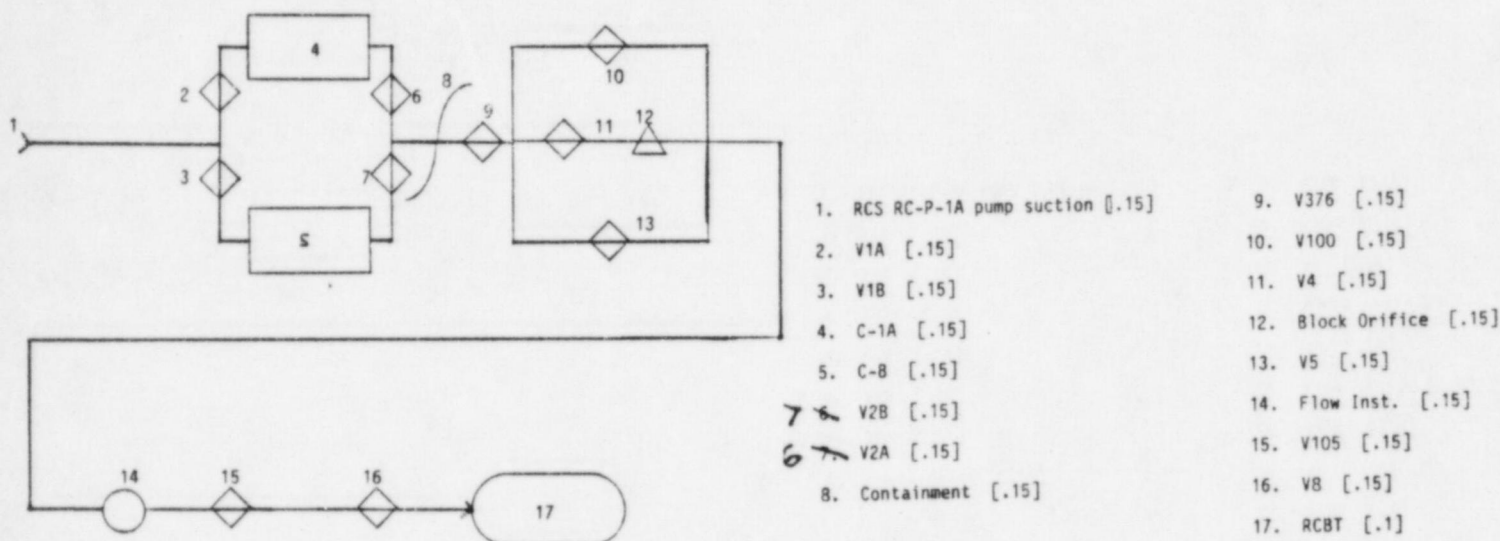 4
2
6
8
1
3
7
5
9
10
11
12
13
14
15
16
17
1. RCS RC-P-1A pump suction [.15]
2. V1A [.15]
3. V1B [.15]
4. C-1A [.15]
5. C-B [.15]
7 6. V2B [.15]
6 7. V2A [.15]
8. Containment [.15]
9. V376 [.15]
10. V100 [.15]
11. V4 [.15]
12. Block Orifice [.15]
13. V5 [.15]
14. Flow Inst. [.15]
15. V105 [.15]
16. V8 [.15]
17. RCBT [.1]